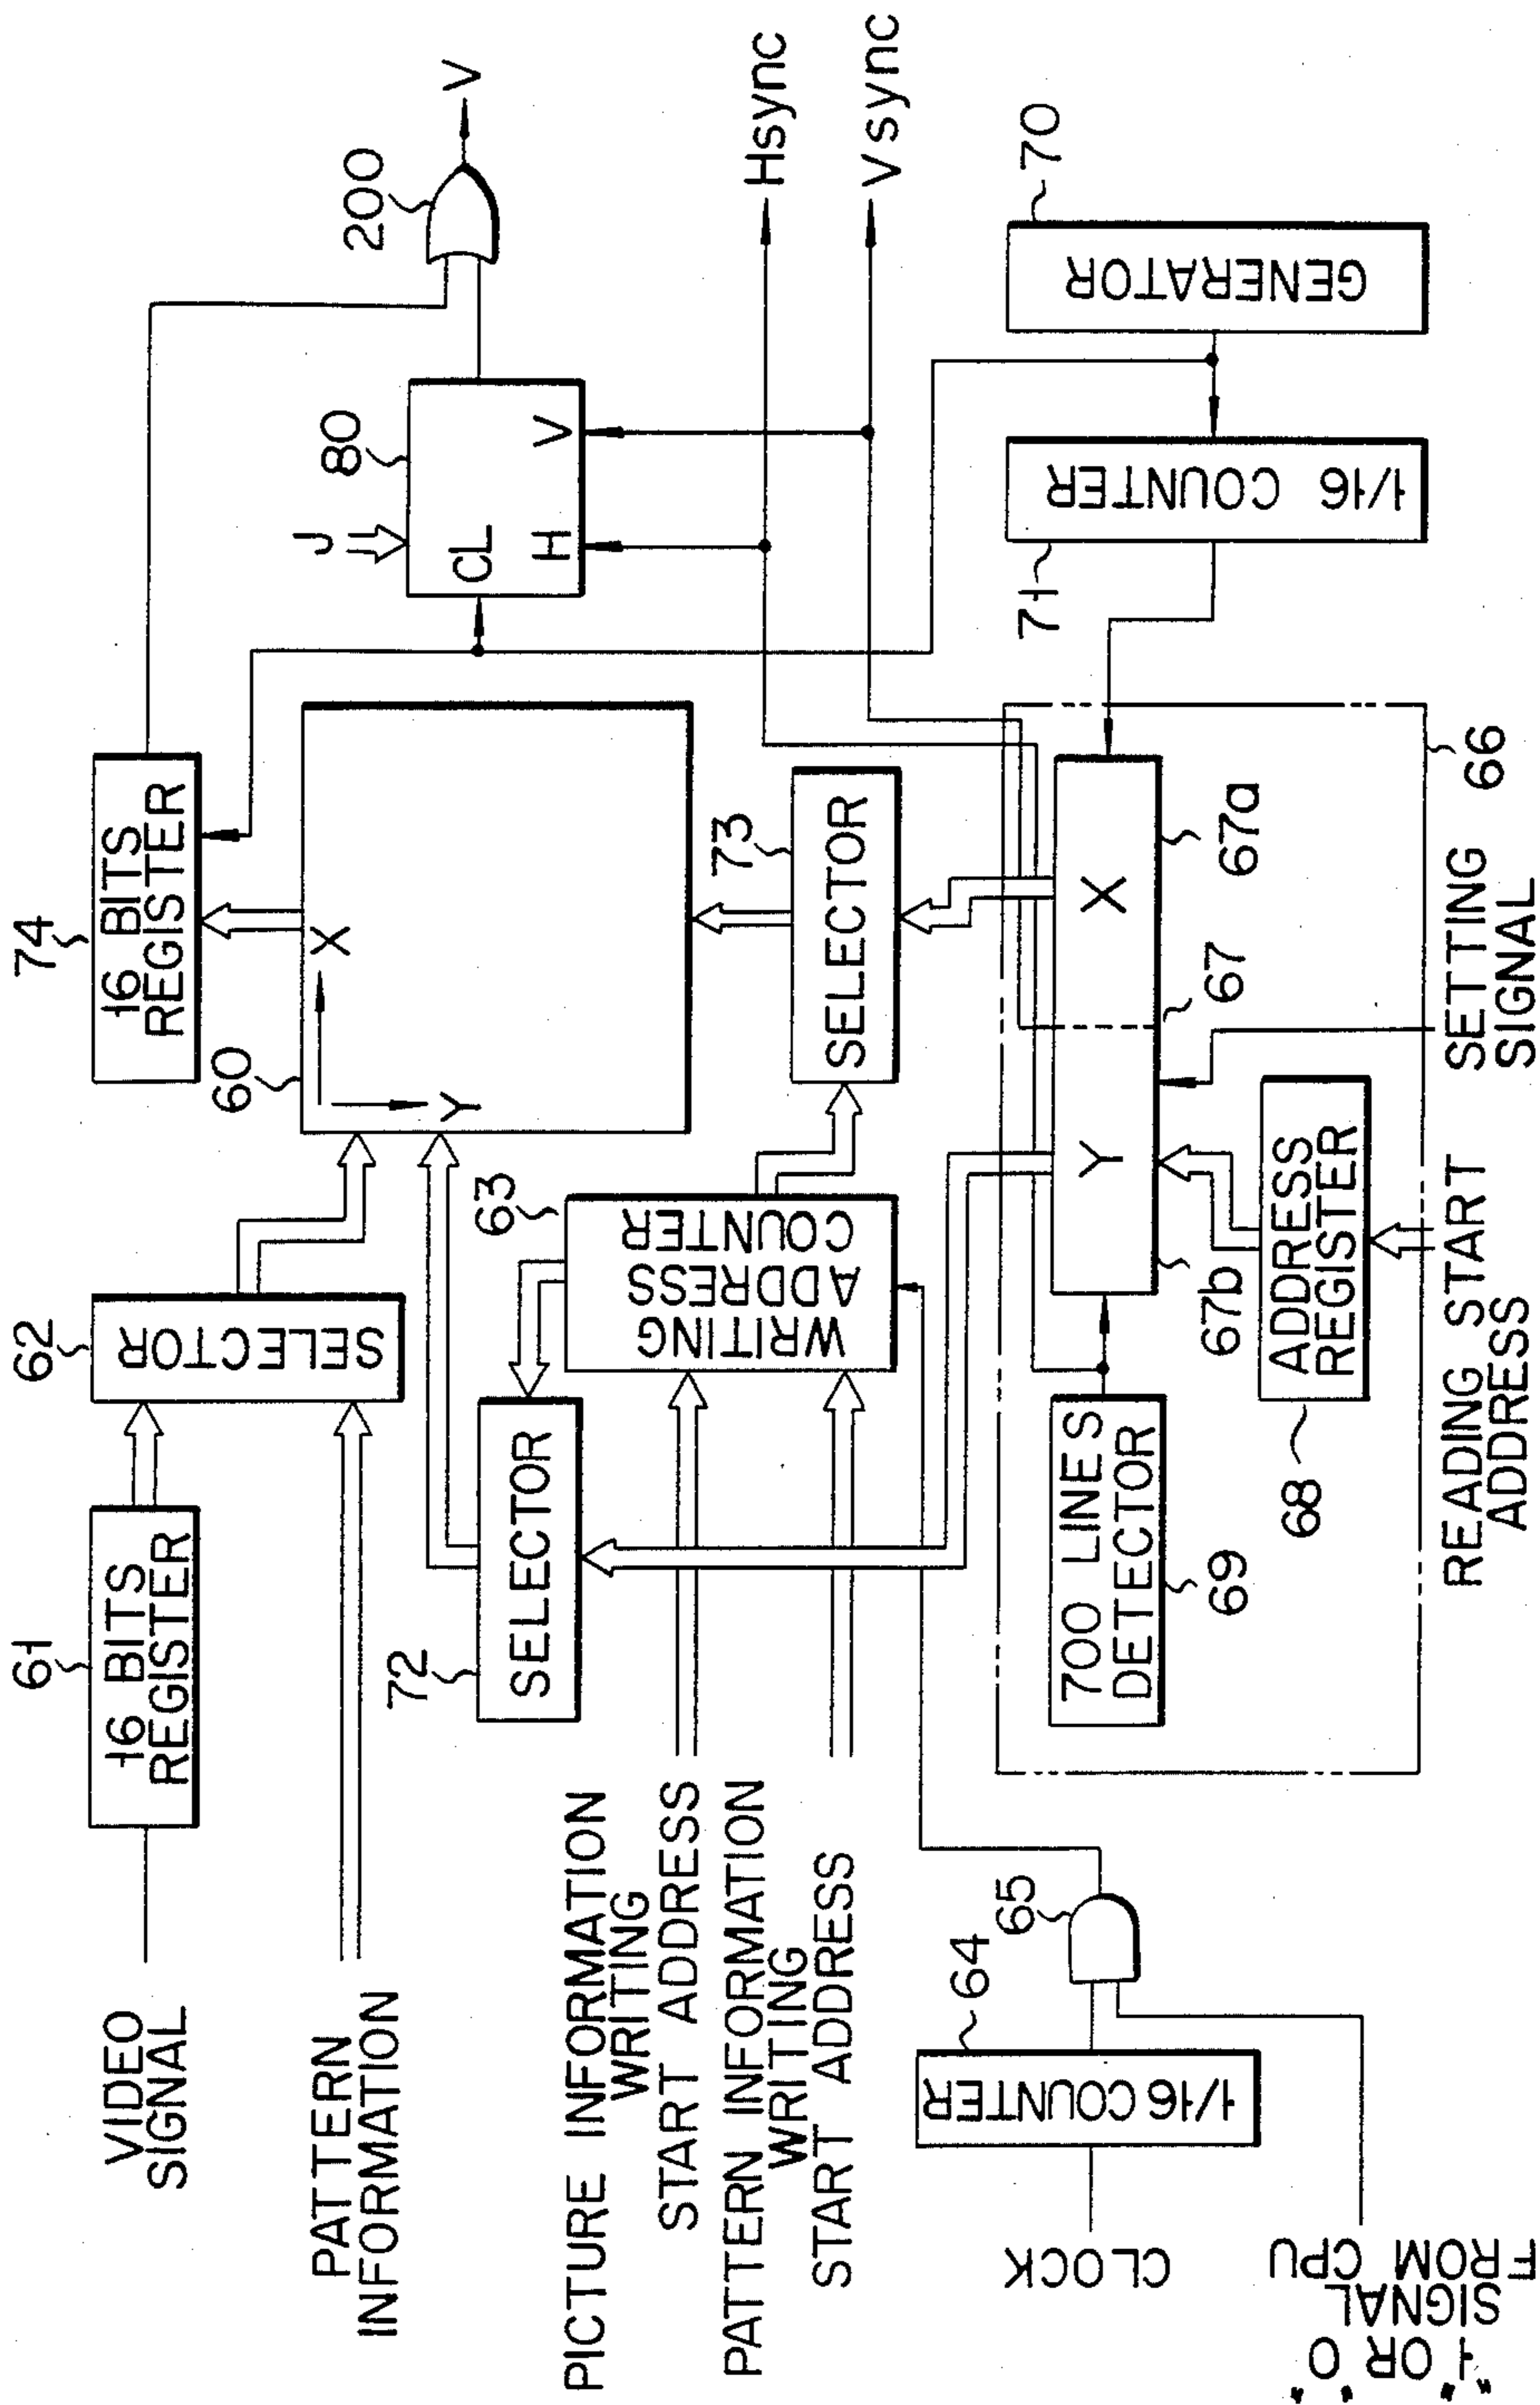 VIDEO
SIGNAL
61
16 BITS
REGISTER
62
SELECTOR
74
16 BITS
REGISTER
PATTERN
INFORMATION
60
X
Y
J
80
CL
H
V
200
V
Hsync
Vsync
72
SELECTOR
63
WRITING
ADDRESS
COUNTER
73
SELECTOR
PICTURE INFORMATION
WRITING
START ADDRESS
PATTERN INFORMATION
WRITING
START ADDRESS
CLOCK
64
1/16 COUNTER
65
"1 OR 0"
SIGNAL
FROM CPU
700 LINES
DETECTOR
69
Y
X
67b
67
67a
ADDRESS
REGISTER
68
66
71
1/16 COUNTER
70
GENERATOR
READING START
ADDRESS
SETTING
SIGNAL